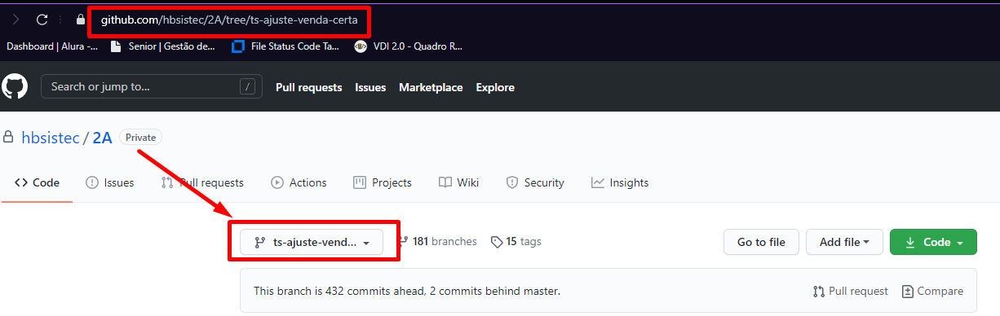 github.com/hbsistec/2A/tree/ts-ajuste-venda-certa
Dashboard | Alura -... Senior | Gestão de... File Status Code Ta... VDI 2.0 - Quadro R...
Search or jump to... / Pull requests Issues Marketplace Explore
hbsistec / 2A Private
<> Code Issues Pull requests Actions Projects Wiki Security Insights
ts-ajuste-vend... 181 branches 15 tags Go to file Add file Code
This branch is 432 commits ahead, 2 commits behind master. Pull request Compare